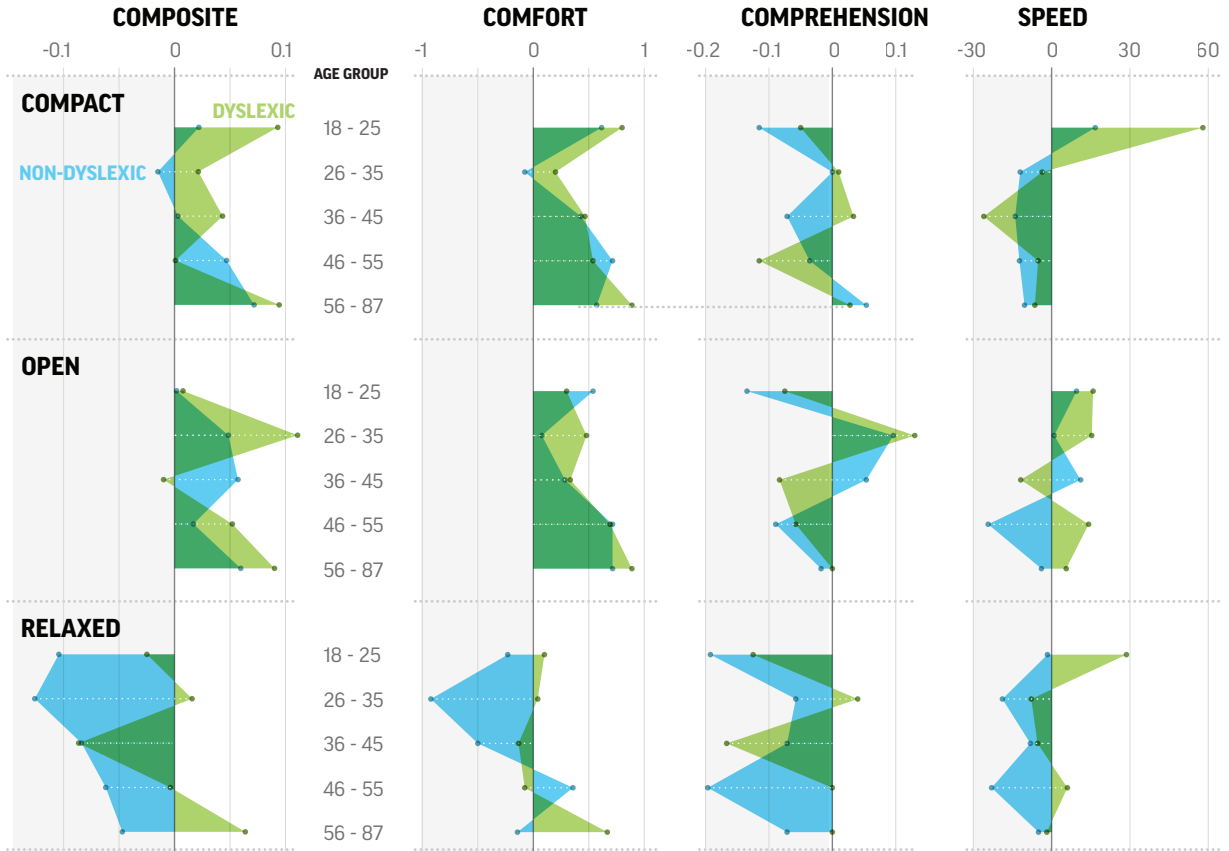 COMPOSITE COMFORT COMPREHENSION SPEED
-0.1 0 0.1 -1 0 1 -0.2 -0.1 0 0.1 -30 0 30 60
AGE GROUP
COMPACT
DYSLEXIC
18 - 25
NON-DYSLEXIC 26 - 35
36 - 45
46 - 55
56 - 87
OPEN
18 - 25
26 - 35
36 - 45
46 - 55
56 - 87
RELAXED
18 - 25
26 - 35
36 - 45
46 - 55
56 - 87